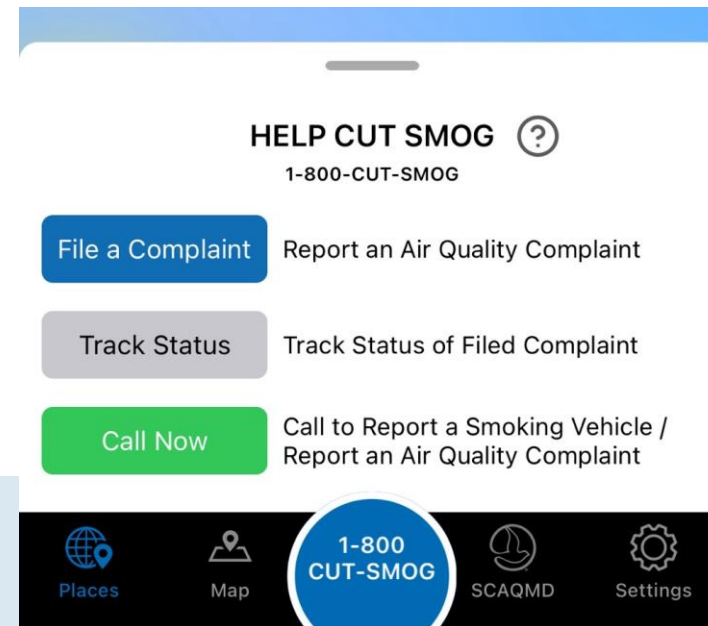 HELP CUT SMOG ?
1-800-CUT-SMOG
File a Complaint
Report an Air Quality Complaint
Track Status
Track Status of Filed Complaint
Call Now
Call to Report a Smoking Vehicle /
Report an Air Quality Complaint
Places
Map
1-800
CUT-SMOG
SCAQMD
Settings